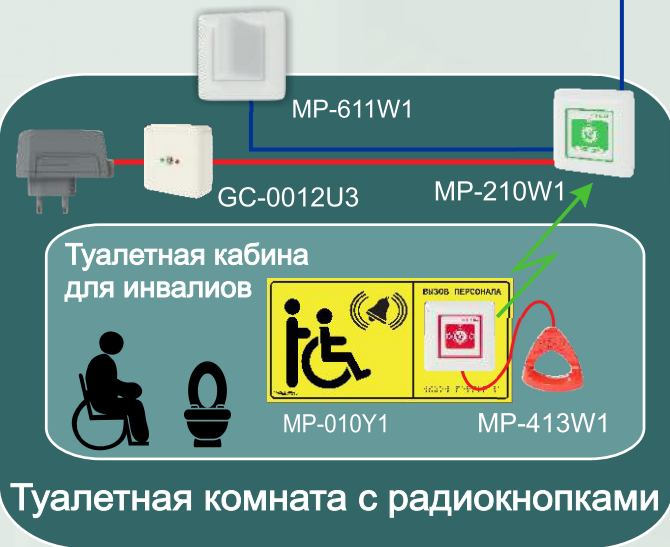 MP-611W1
GC-0012U3
MP-210W1
Туалетная кабина
для инвалиов
ВЫЗОВ ПЕРСОНАЛА
MP-010Y1
MP-413W1
Туалетная комната с радиокнопками